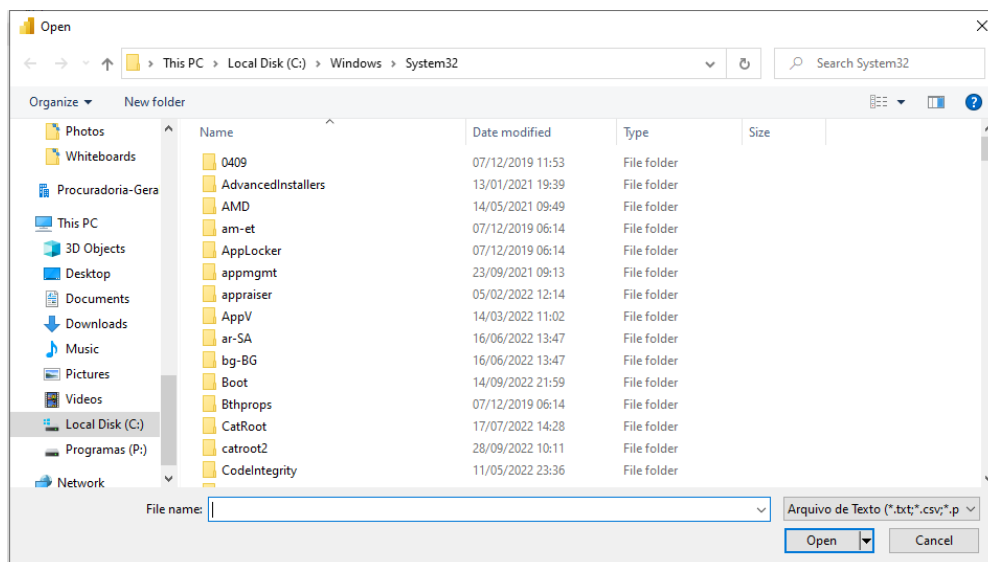 Open
This PC > Local Disk (C:) > Windows > System32
Search System32
Organize
New folder
Photos
Whiteboards
Procuradoria-Gera
This PC
3D Objects
Desktop
Documents
Downloads
Music
Pictures
Videos
Local Disk (C:)
Programas (P:)
Network
Name Date modified Type Size
0409 07/12/2019 11:53 File folder
AdvancedInstallers 13/01/2021 19:39 File folder
AMD 14/05/2021 09:49 File folder
am-et 07/12/2019 06:14 File folder
AppLocker 07/12/2019 06:14 File folder
appmgmt 23/09/2021 09:13 File folder
appraiser 05/02/2022 12:14 File folder
AppV 14/03/2022 11:02 File folder
ar-SA 16/06/2022 13:47 File folder
bg-BG 16/06/2022 13:47 File folder
Boot 14/09/2022 21:59 File folder
Bthprops 07/12/2019 06:14 File folder
CatRoot 17/07/2022 14:28 File folder
catroot2 28/09/2022 10:11 File folder
CodeIntegrity 11/05/2022 23:36 File folder
File name:
Arquivo de Texto (*.txt;*.csv;*.p
Open
Cancel